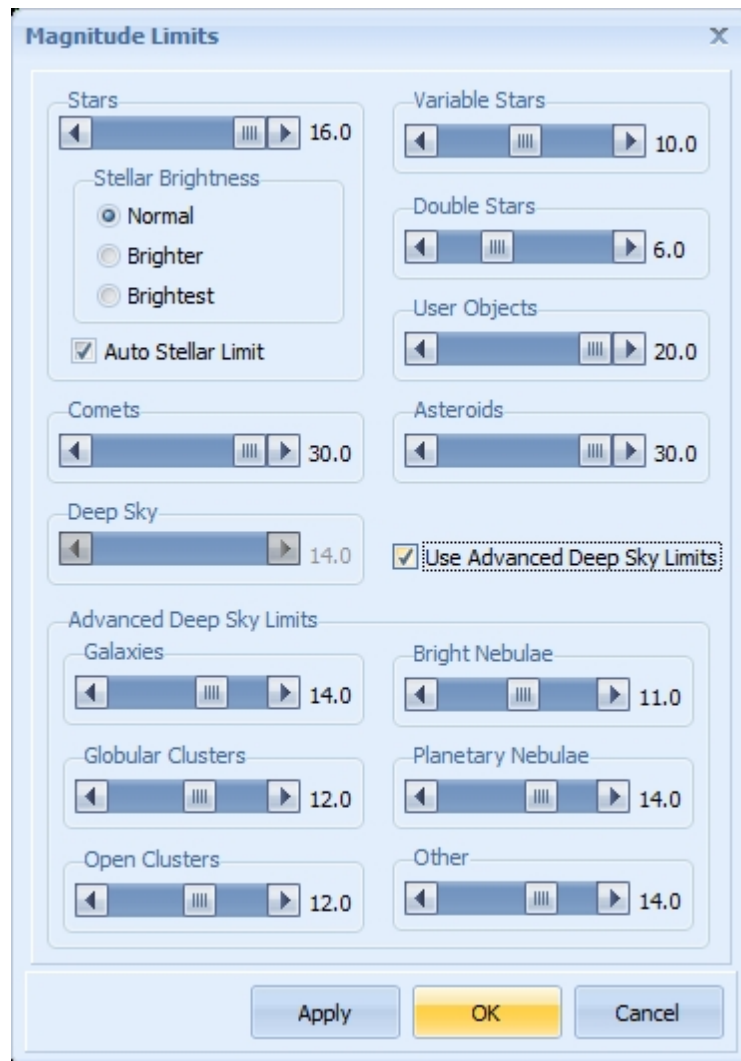 Magnitude Limits
Stars
16.0
Stellar Brightness
Normal
Brighter
Brightest
Auto Stellar Limit
Variable Stars
10.0
Double Stars
6.0
User Objects
20.0
Comets
30.0
Asteroids
30.0
Deep Sky
14.0
Use Advanced Deep Sky Limits
Advanced Deep Sky Limits
Galaxies
14.0
Bright Nebulae
11.0
Globular Clusters
12.0
Planetary Nebulae
14.0
Open Clusters
12.0
Other
14.0
Apply
OK
Cancel